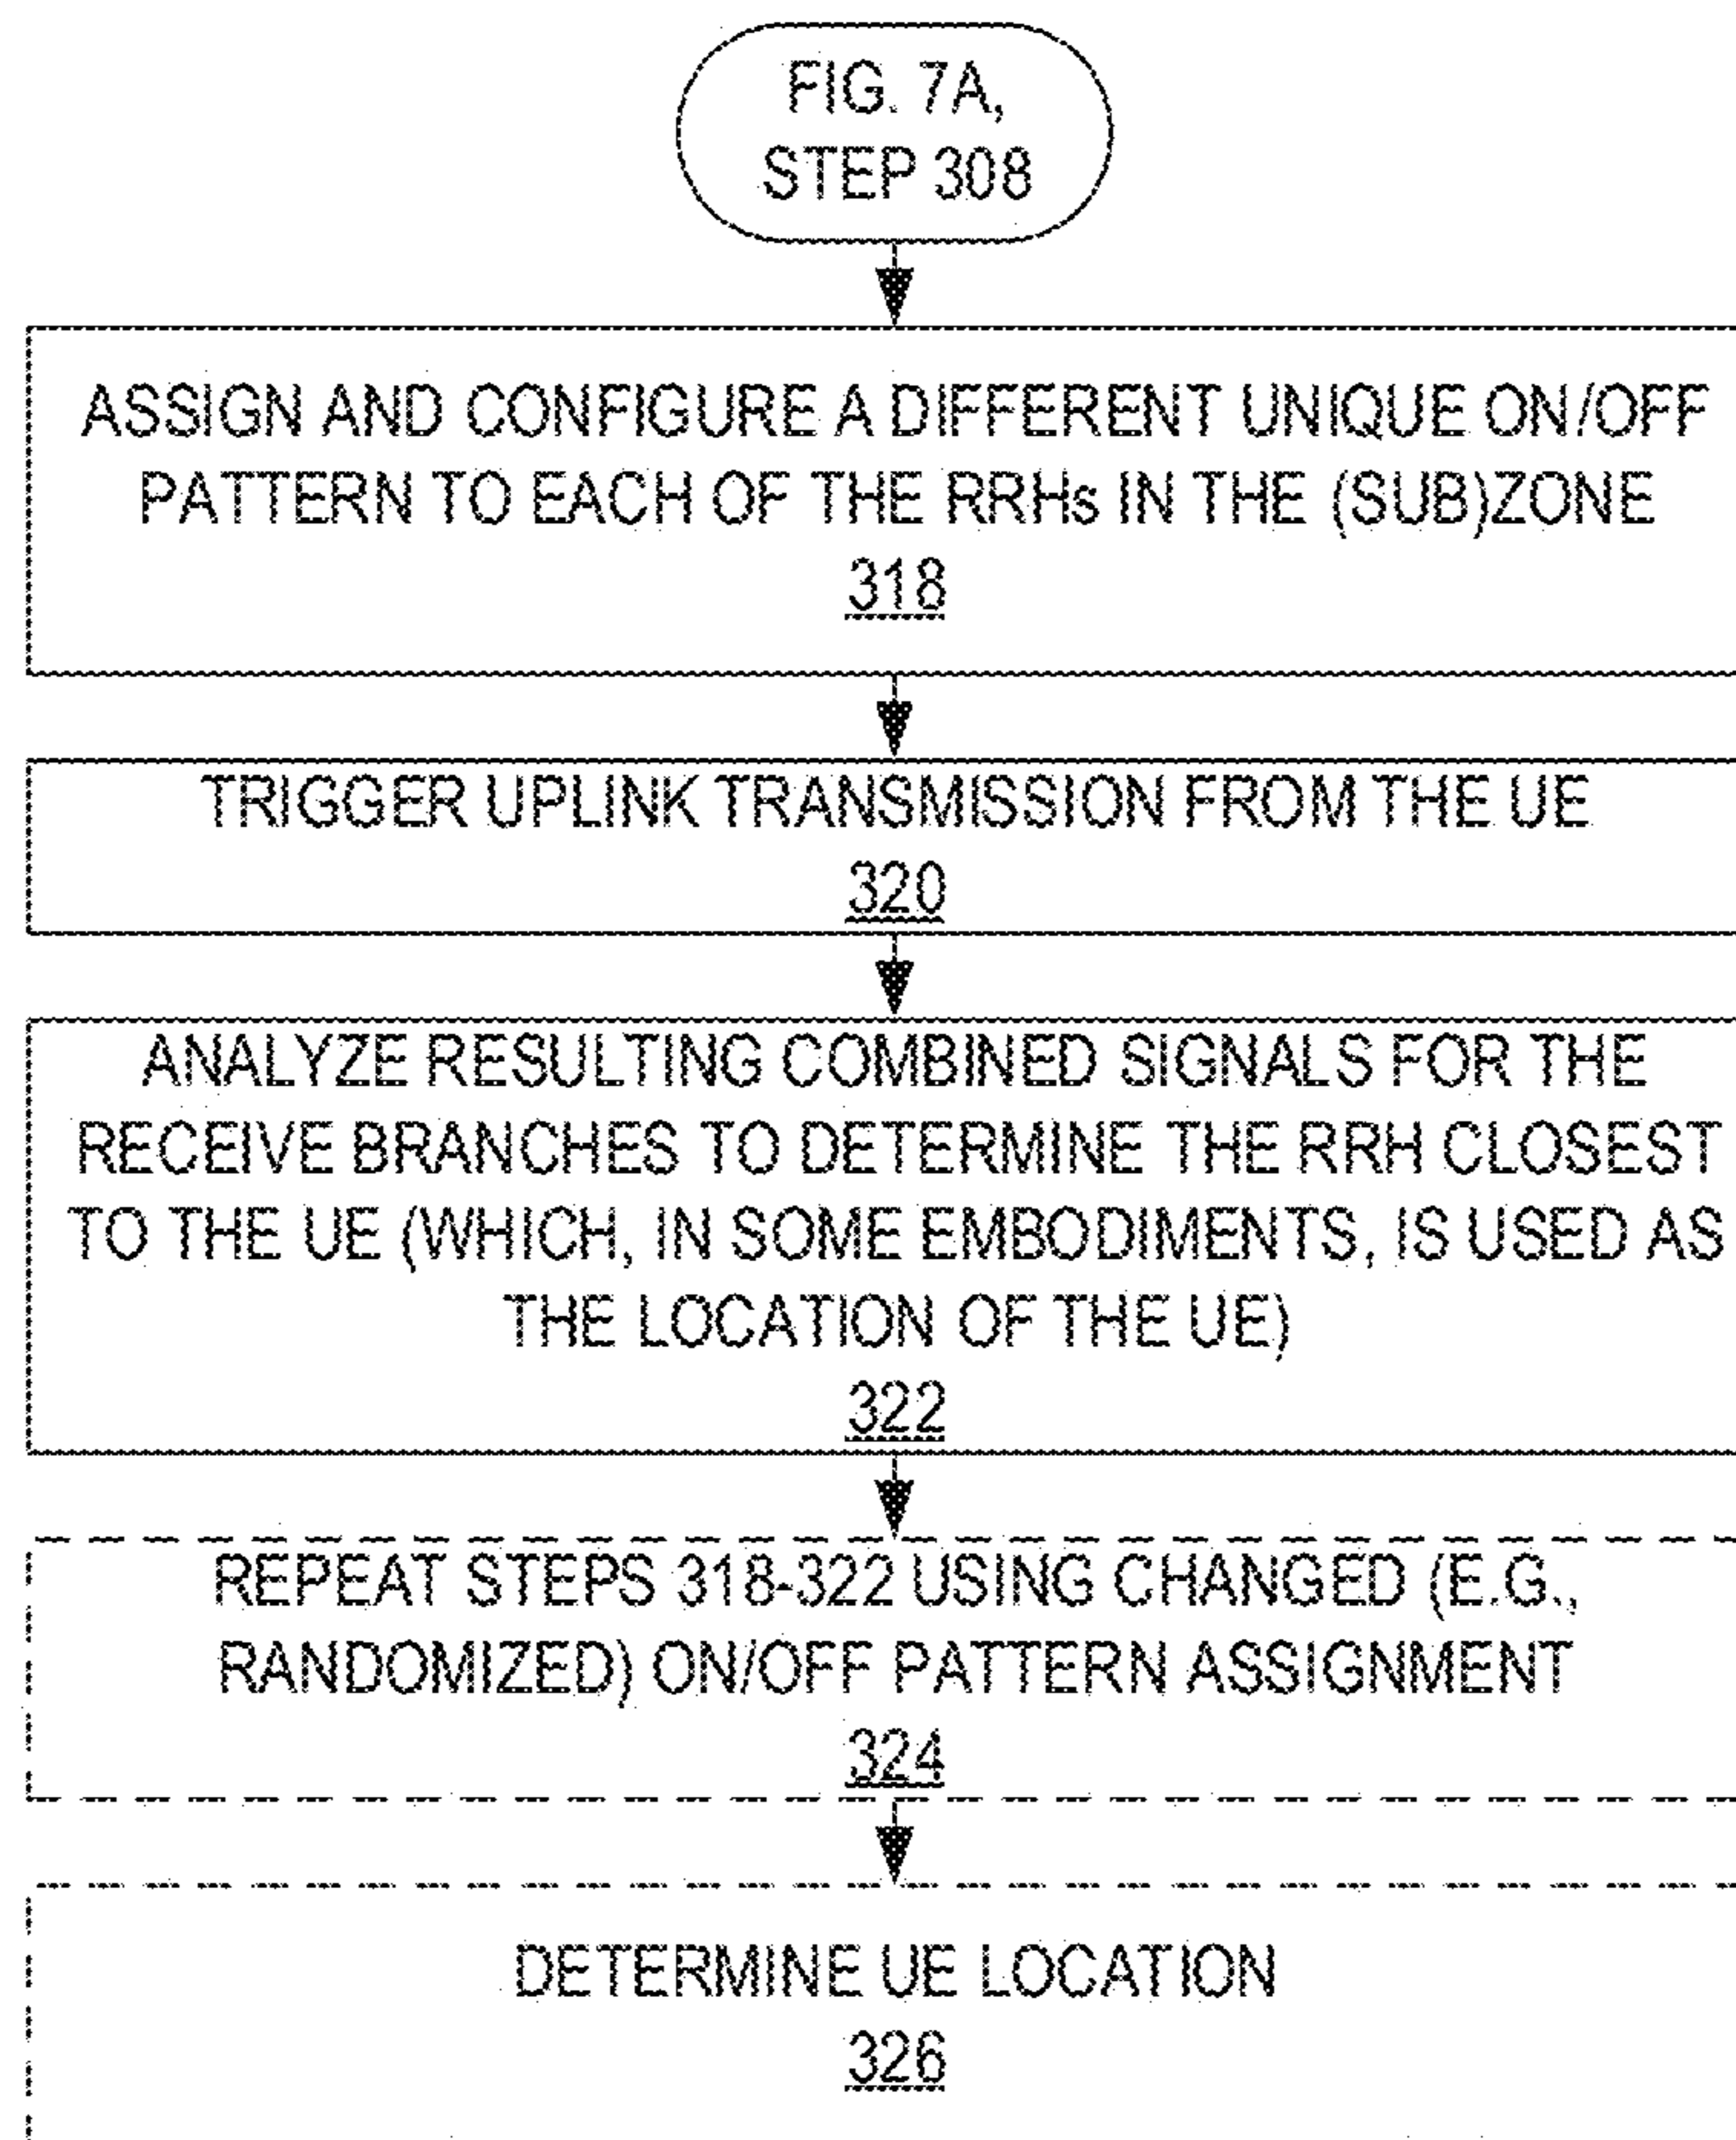 FIG. 7A,
STEP 308
ASSIGN AND CONFIGURE A DIFFERENT UNIQUE ON/OFF
PATTERN TO EACH OF THE RRHs IN THE (SUB)ZONE
318
TRIGGER UPLINK TRANSMISSION FROM THE UE
320
ANALYZE RESULTING COMBINED SIGNALS FOR THE
RECEIVE BRANCHES TO DETERMINE THE RRH CLOSEST
TO THE UE (WHICH, IN SOME EMBODIMENTS, IS USED AS
THE LOCATION OF THE UE)
322
REPEAT STEPS 318-322 USING CHANGED (E.G.,
RANDOMIZED) ON/OFF PATTERN ASSIGNMENT
324
DETERMINE UE LOCATION
326